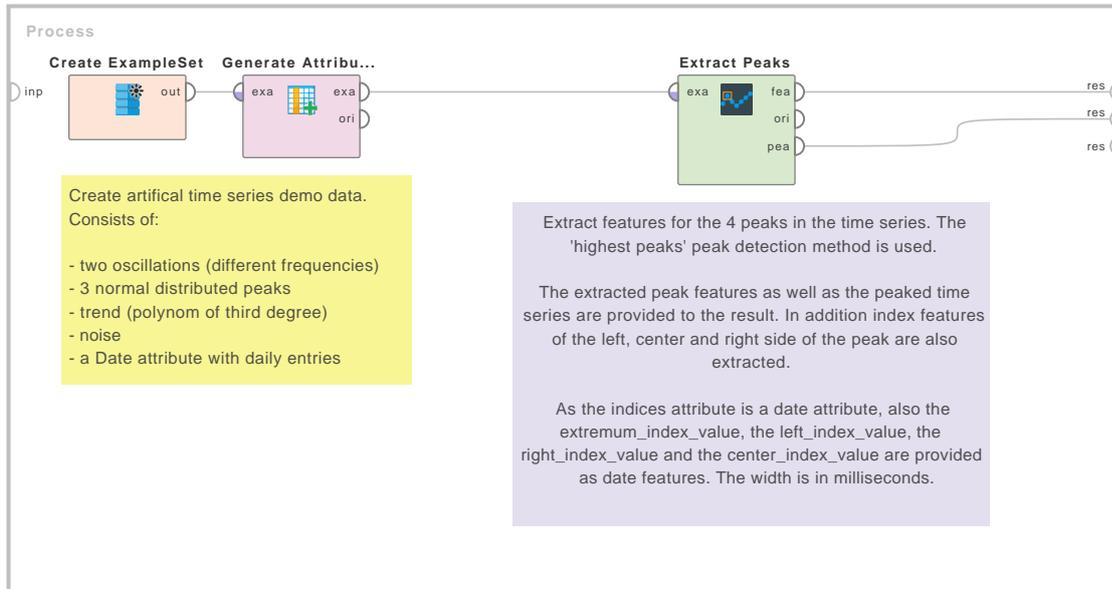 Process
Create ExampleSet
Generate Attribu...
Extract Peaks
inp
out
exa
exa
ori
exa
fea
ori
pea
res
res
res
Create artifical time series demo data.
Consists of:
- two oscillations (different frequencies)
- 3 normal distributed peaks
- trend (polynom of third degree)
- noise
- a Date attribute with daily entries
Extract features for the 4 peaks in the time series. The
'highest peaks' peak detection method is used.
The extracted peak features as well as the peaked time
series are provided to the result. In addition index features
of the left, center and right side of the peak are also
extracted.
As the indices attribute is a date attribute, also the
extremum_index_value, the left_index_value, the
right_index_value and the center_index_value are provided
as date features. The width is in milliseconds.